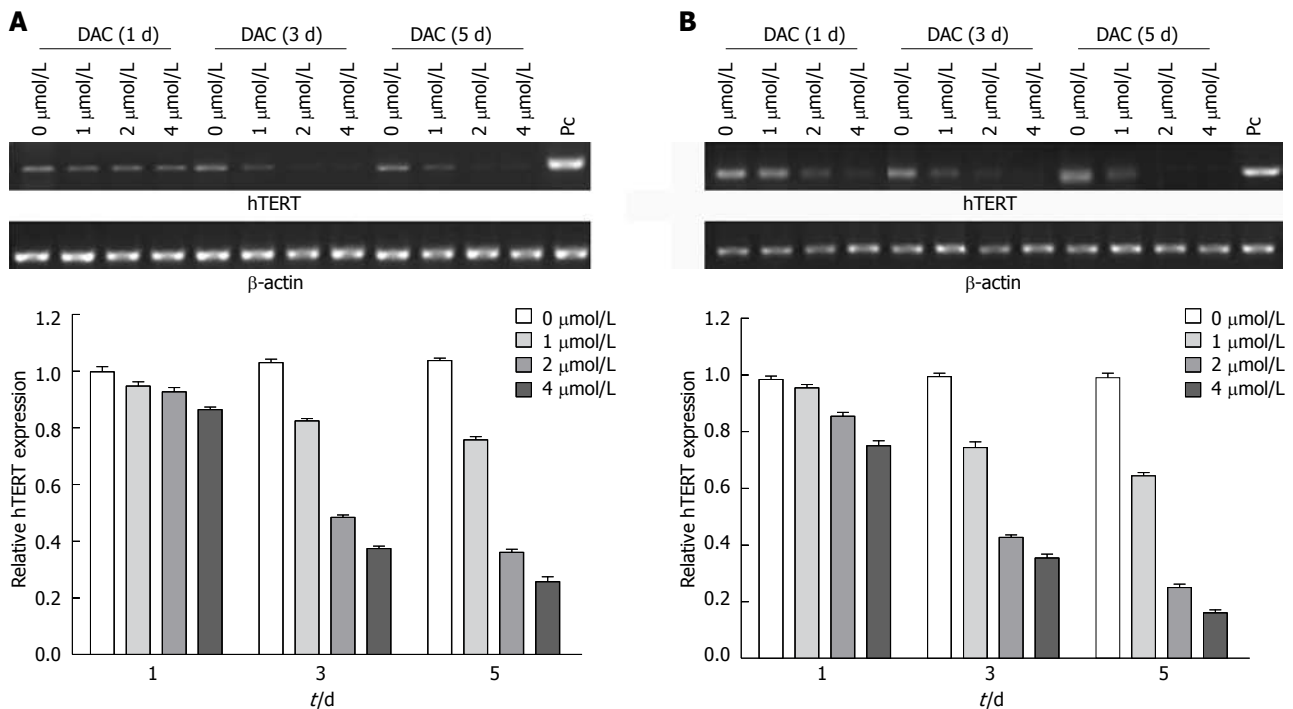 A
DAC (1 d) DAC (3 d) DAC (5 d)
0 μmol/L 1 μmol/L 2 μmol/L 4 μmol/L 0 μmol/L 1 μmol/L 2 μmol/L 4 μmol/L 0 μmol/L 1 μmol/L 2 μmol/L 4 μmol/L Pc
hTERT
β-actin
Relative hTERT expression
1.2
1.0
0.8
0.6
0.4
0.2
0.0
0 μmol/L
1 μmol/L
2 μmol/L
4 μmol/L
1 3 5
t/d
B
DAC (1 d) DAC (3 d) DAC (5 d)
0 μmol/L 1 μmol/L 2 μmol/L 4 μmol/L 0 μmol/L 1 μmol/L 2 μmol/L 4 μmol/L 0 μmol/L 1 μmol/L 2 μmol/L 4 μmol/L Pc
hTERT
β-actin
Relative hTERT expression
1.2
1.0
0.8
0.6
0.4
0.2
0.0
0 μmol/L
1 μmol/L
2 μmol/L
4 μmol/L
1 3 5
t/d